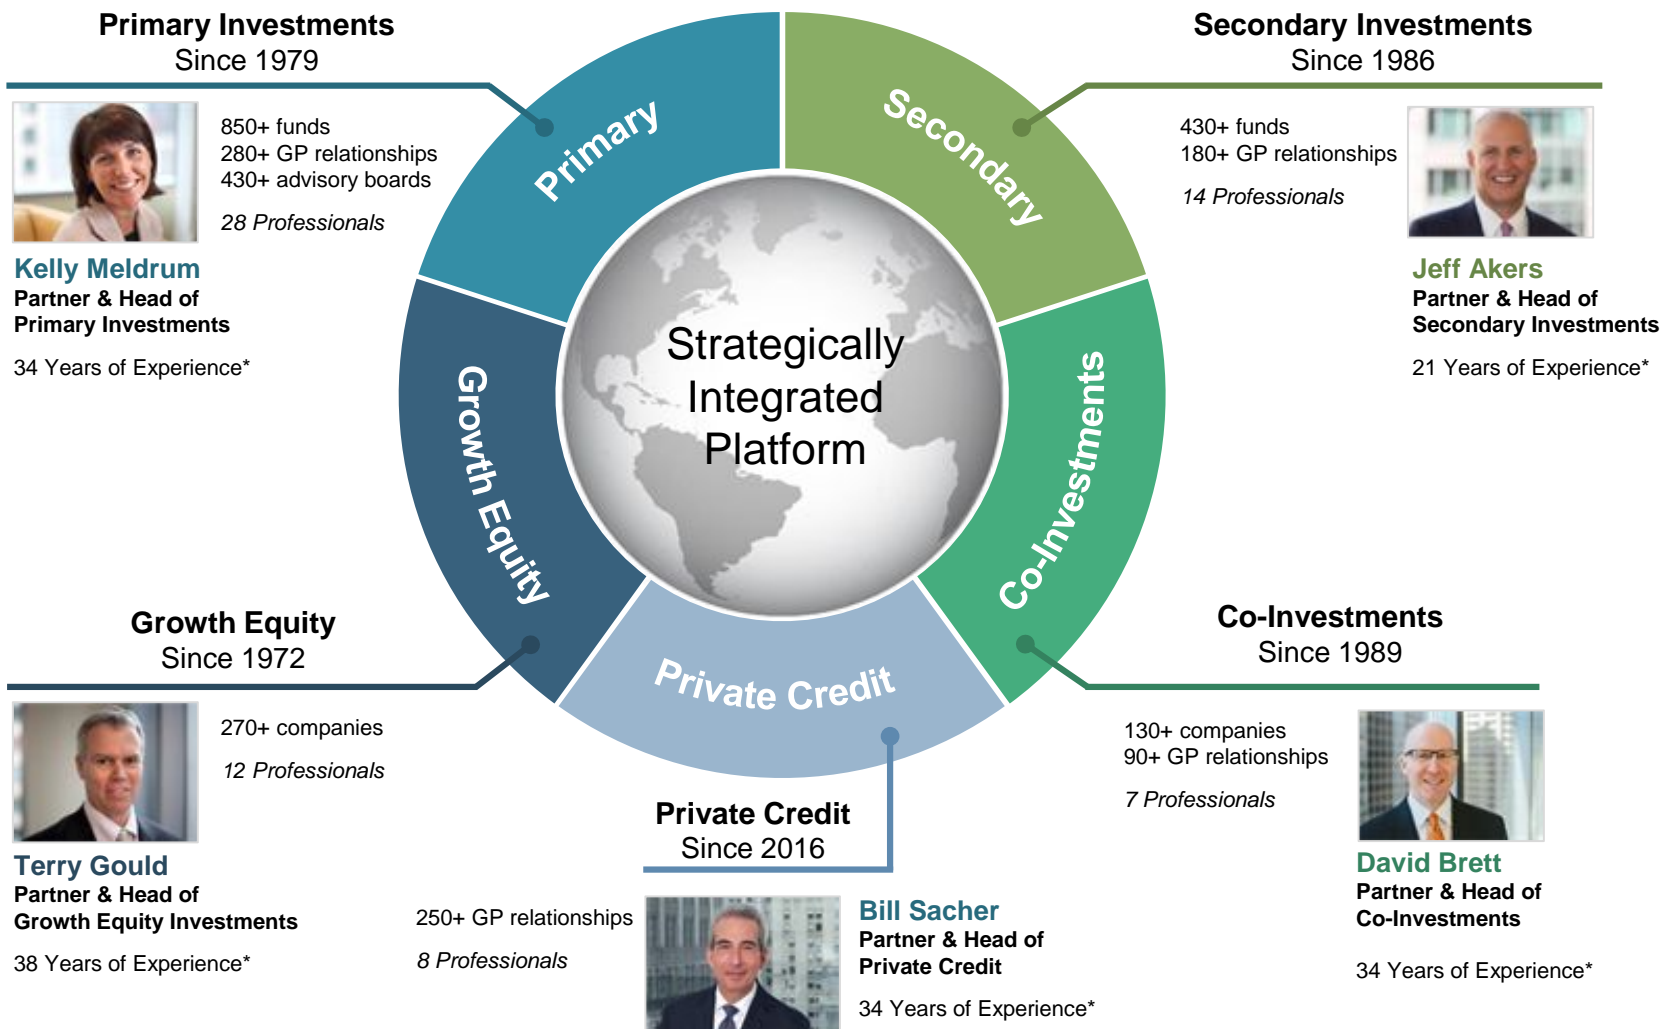 Primary Investments
Since 1979
850+ funds
280+ GP relationships
430+ advisory boards
28 Professionals
Kelly Meldrum
Partner & Head of
Primary Investments
34 Years of Experience*
Secondary Investments
Since 1986
430+ funds
180+ GP relationships
14 Professionals
Jeff Akers
Partner & Head of
Secondary Investments
21 Years of Experience*
Primary
Secondary
Growth Equity
Co-Investments
Private Credit
Strategically
Integrated
Platform
Growth Equity
Since 1972
270+ companies
12 Professionals
Terry Gould
Partner & Head of
Growth Equity Investments
38 Years of Experience*
Private Credit
Since 2016
250+ GP relationships
8 Professionals
Bill Sacher
Partner & Head of
Private Credit
34 Years of Experience*
Co-Investments
Since 1989
130+ companies
90+ GP relationships
7 Professionals
David Brett
Partner & Head of
Co-Investments
34 Years of Experience*